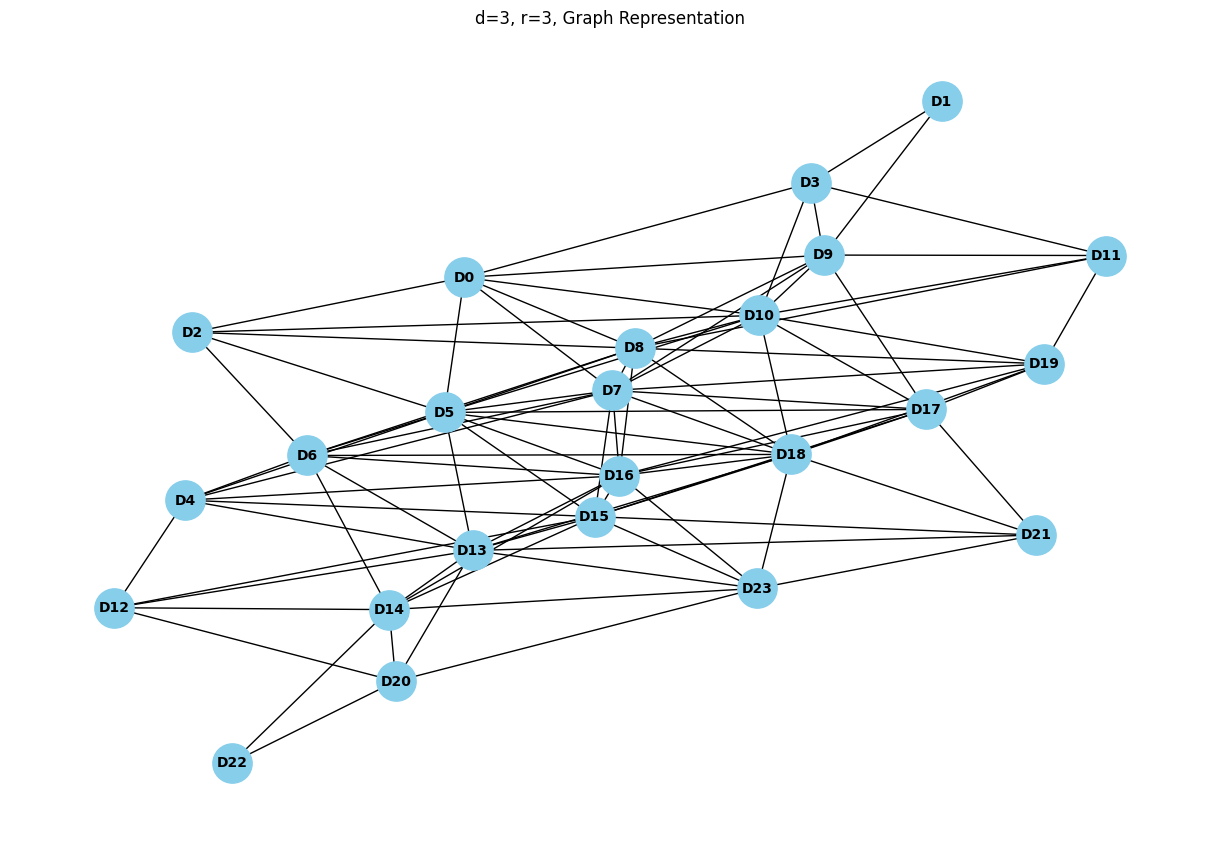 d=3, r=3, Graph Representation
D1
D3
D9
D11
D0
D10
D2
D8
D19
D7
D17
D5
D18
D6
D16
D4
D15
D21
D13
D23
D12
D14
D20
D22